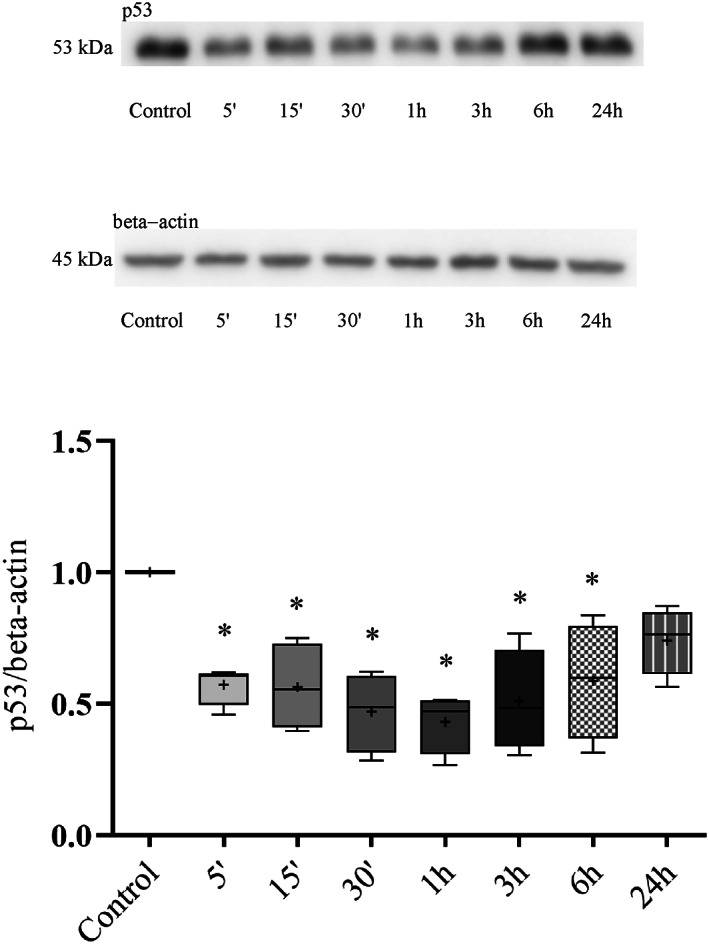 p53
53 kDa
Control 5' 15' 30' 1h 3h 6h 24h
beta–actin
45 kDa
Control 5' 15' 30' 1h 3h 6h 24h
1.5
1.0
0.5
0.0
p53/beta-actin
* * * * * *
Control 5' 15' 30' 1h 3h 6h 24h